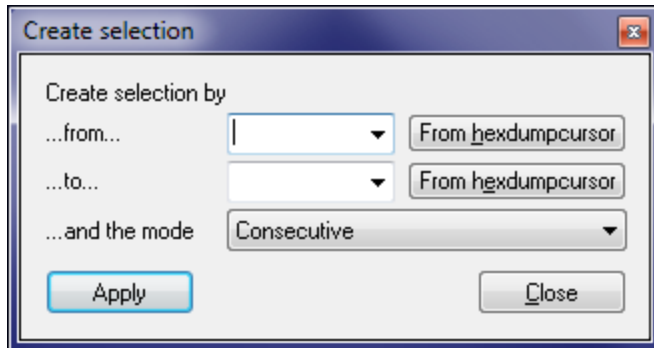 Create selection
Create selection by
...from... From hexdumpcursor
...to... From hexdumpcursor
...and the mode Consecutive
Apply Close